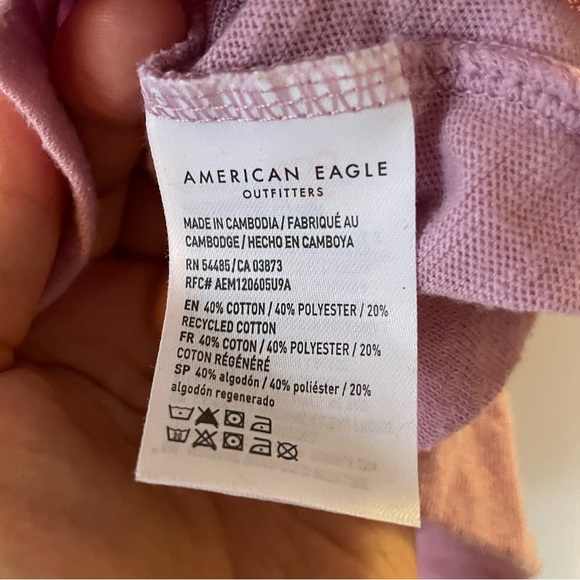 AMERICAN EAGLE
OUTFITTERS
MADE IN CAMBODIA / FABRIQUÉ AU
CAMBODGE / HECHO EN CAMBOYA
RN 54485 / CA 03873
RFC# AEM120605U9A
EN 40% COTTON / 40% POLYESTER / 20%
RECYCLED COTTON
FR 40% COTON / 40% POLYESTER / 20%
COTON RÉGÉNÉRÉ
SP 40% algodón / 40% poliéster / 20%
algodón regenerado
30